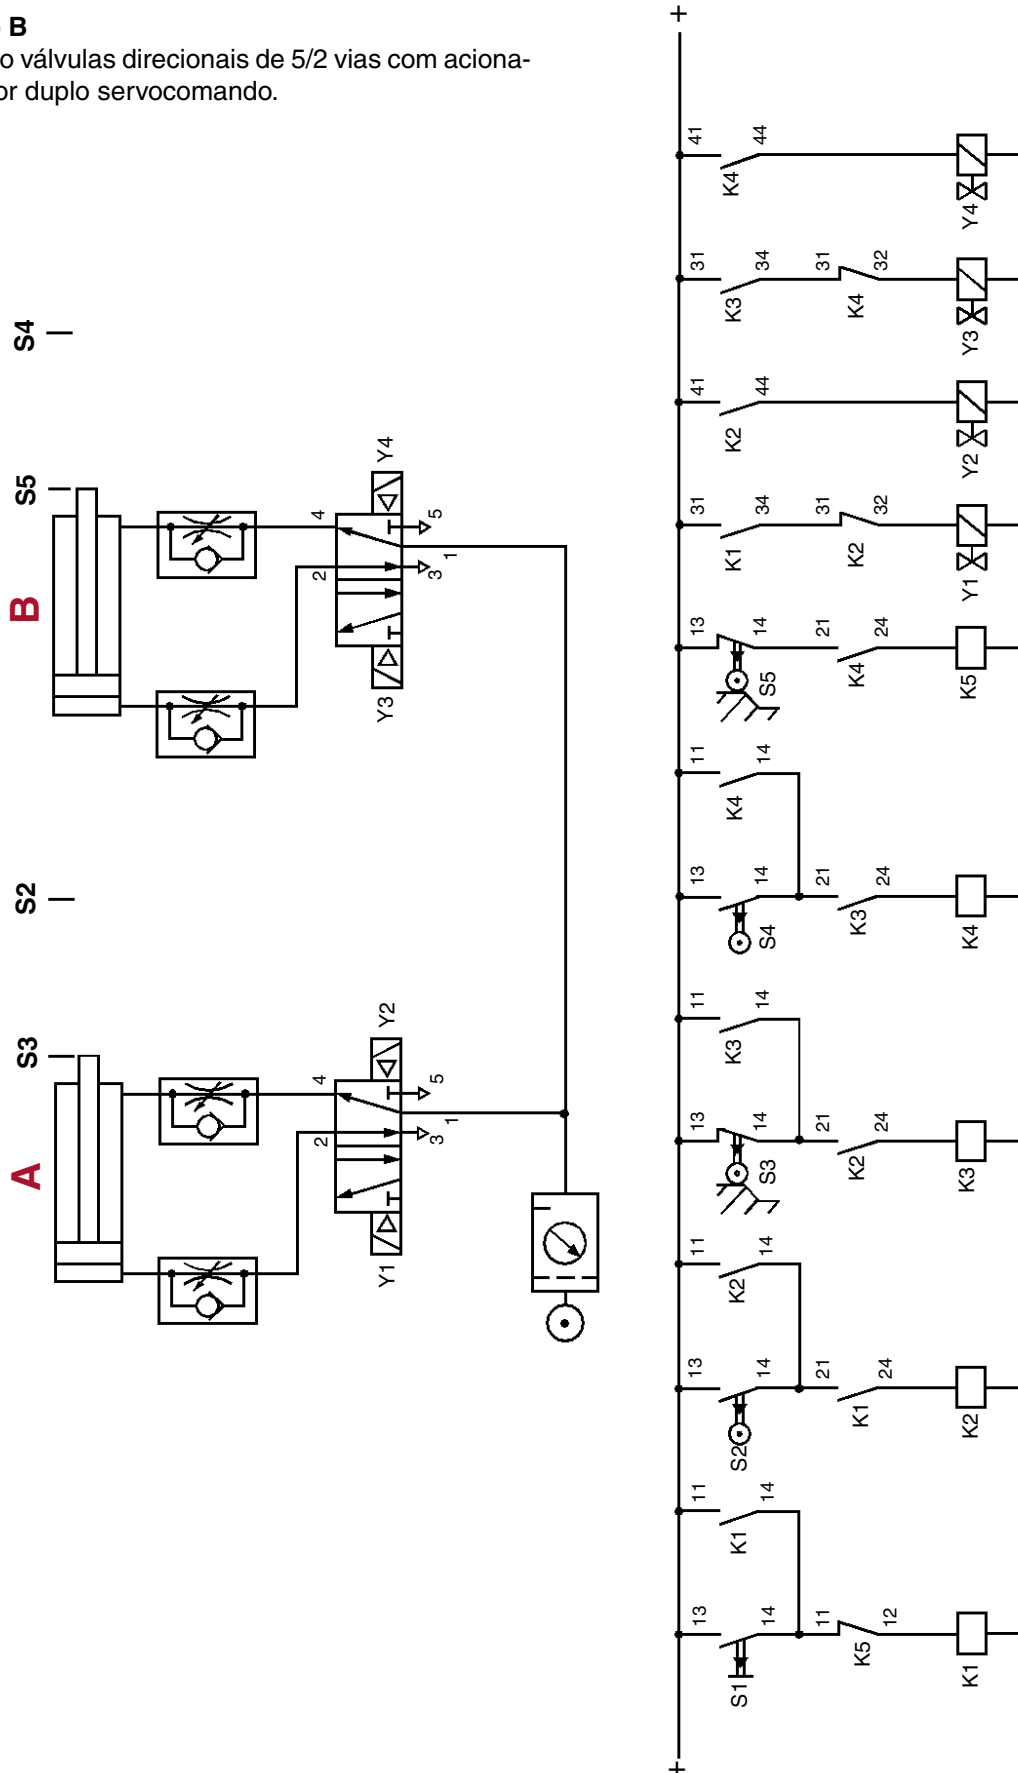 B
o válvulas direcionais de 5/2 vias com aciona-
or duplo servocomando.
S4
S5
B
S2
S3
A
4
2
5
3
1
Y4
Y3
4
2
5
3
1
Y2
Y1
+
41
44
K4
Y4
31
34
31
32
K3
K4
Y3
41
44
K2
Y2
31
34
31
32
K1
K2
Y1
13
14
21
24
S5
K4
K5
11
14
K4
13
14
21
24
S4
K3
K4
11
14
K3
13
14
21
24
S3
K2
K3
11
14
K2
13
14
21
24
S2
K1
K2
11
14
K1
13
14
11
12
S1
K5
K1
+